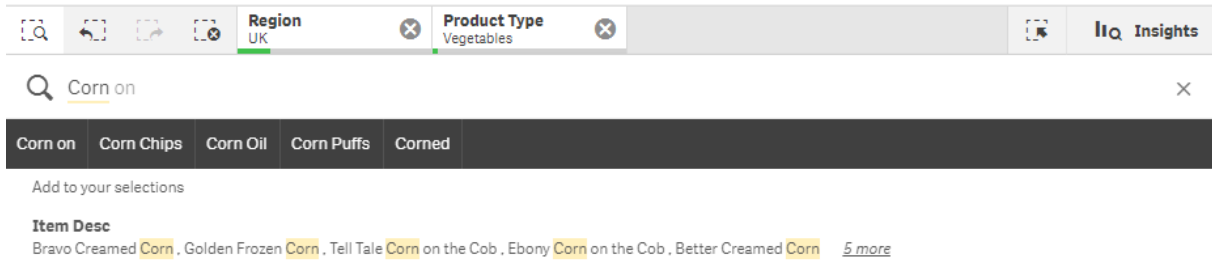 Region
UK
Product Type
Vegetables
Insights
Corn on
Corn on Corn Chips Corn Oil Corn Puffs Corned
Add to your selections
Item Desc
Bravo Creamed Corn , Golden Frozen Corn , Tell Tale Corn on the Cob , Ebony Corn on the Cob , Better Creamed Corn 5 more